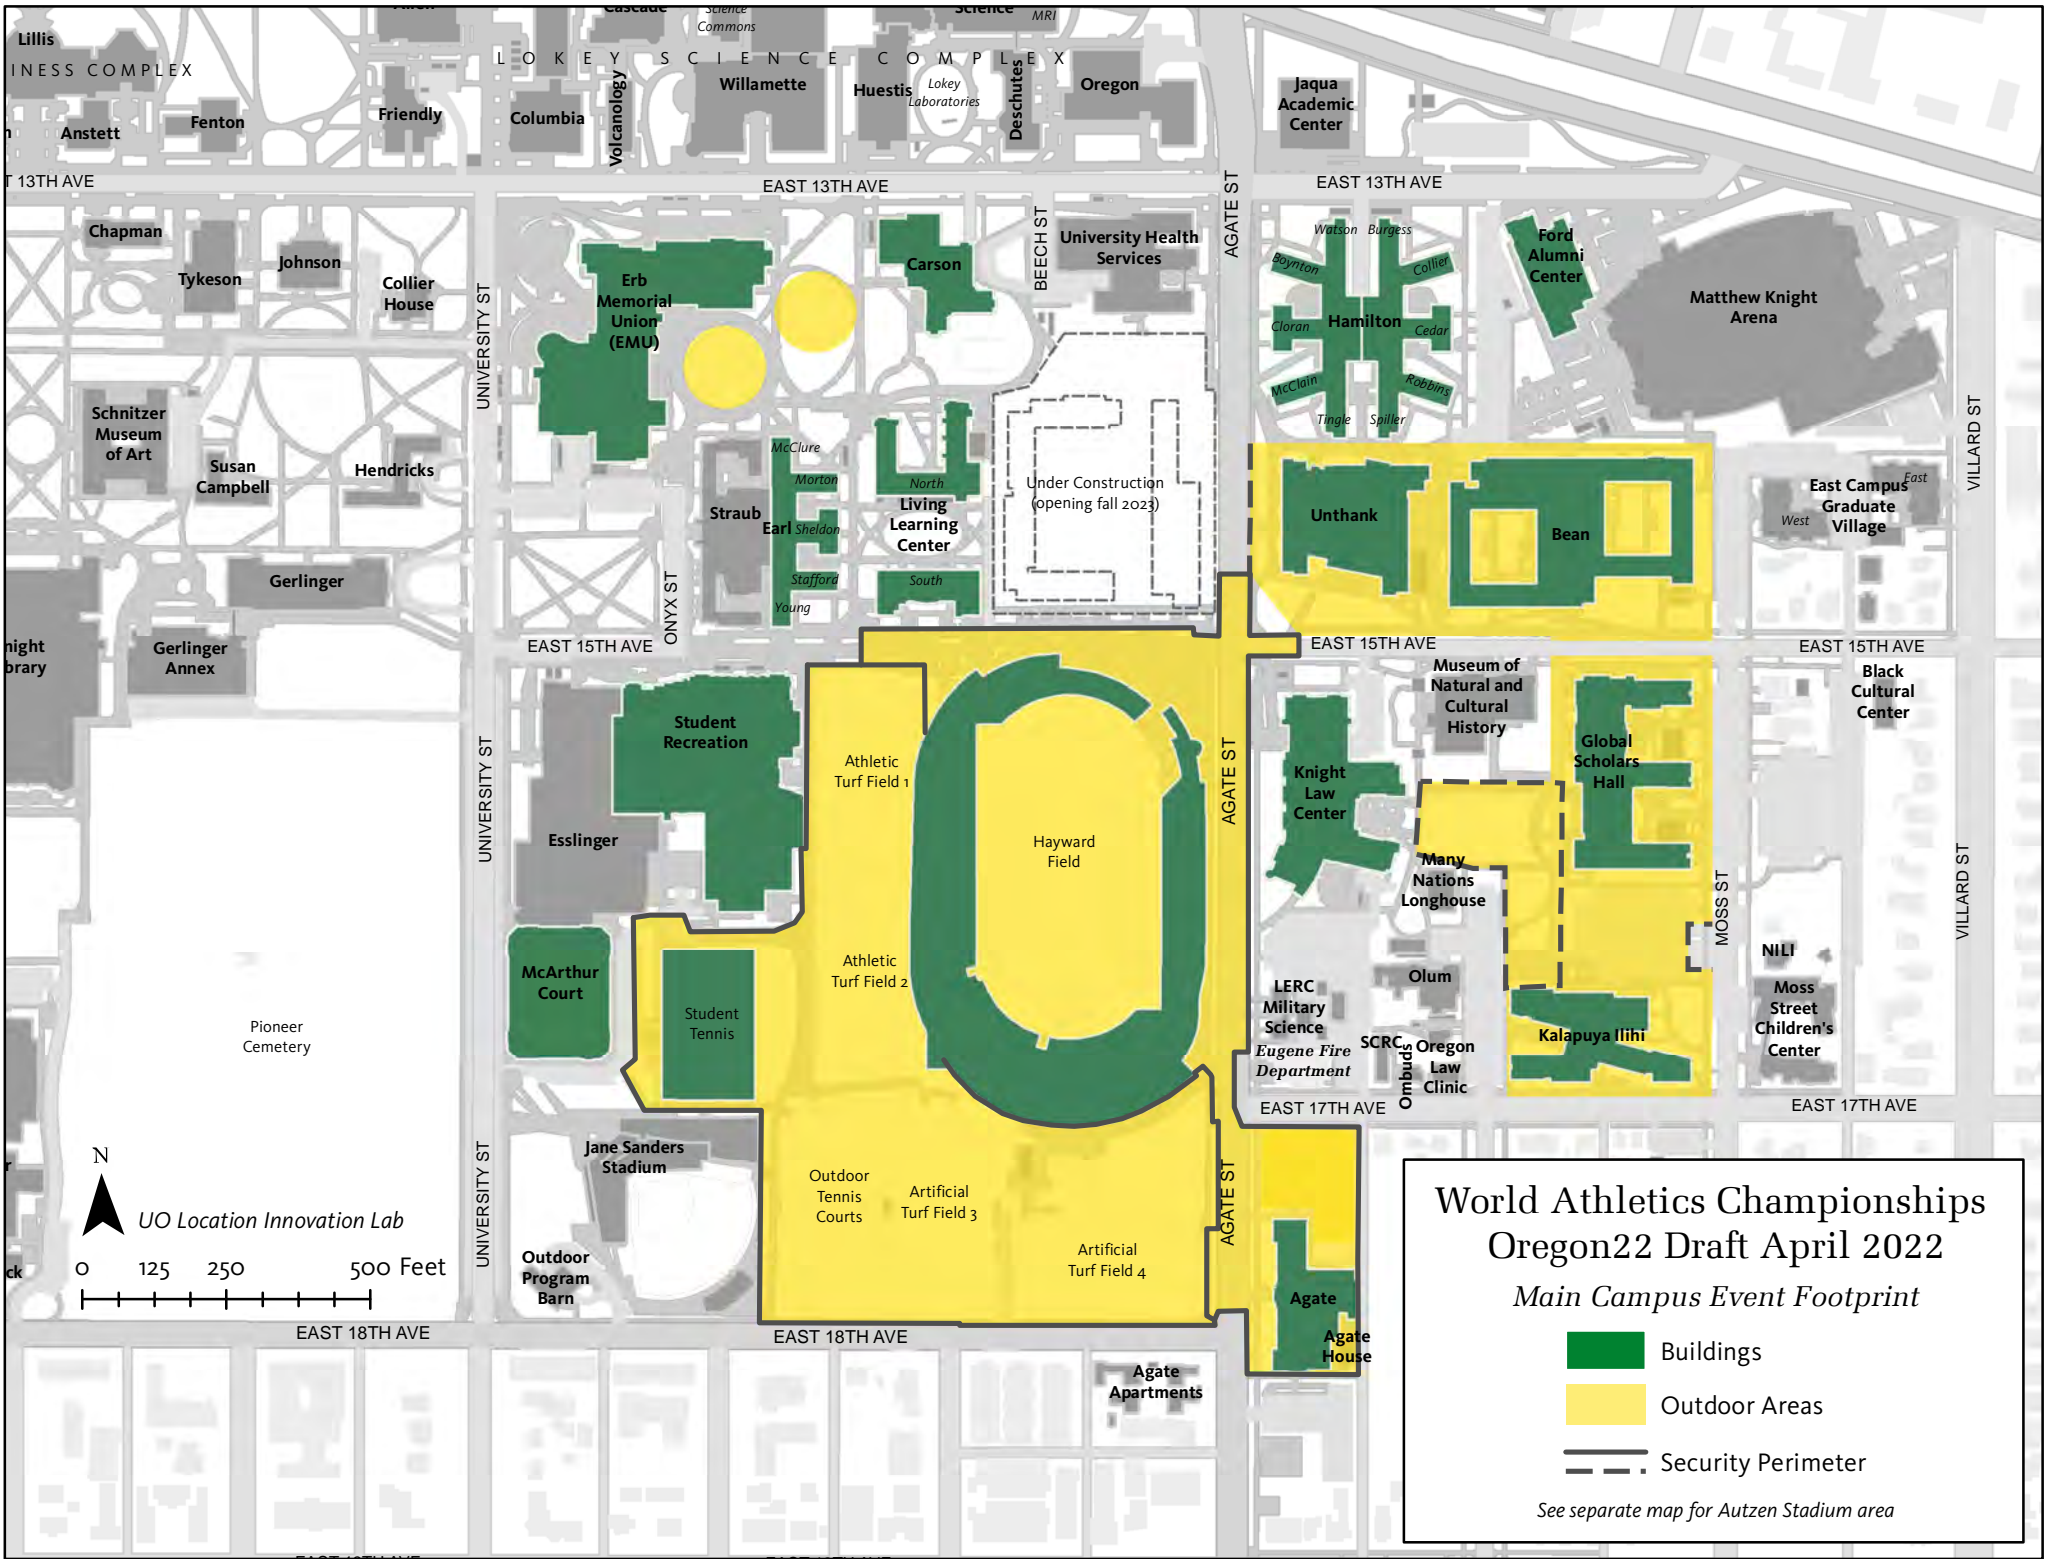 Lillis
INESS COMPLEX
Anstett
Fenton
Friendly
LOKEY SCIENCE COMPLEX
Cascade
Science
Commons
Science
MRI
Columbia
Volcanology
Willamette
Huestis
Lokey
Laboratories
Deschutes
Oregon
Jaqua
Academic
Center
T 13TH AVE
EAST 13TH AVE
EAST 13TH AVE
Chapman
Tykeson
Johnson
Collier
House
UNIVERSITY ST
Erb
Memorial
Union
(EMU)
Carson
BEECH ST
University Health
Services
AGATE ST
Watson
Burgess
Boynton
Collier
Cloran
Hamilton
Cedar
McClain
Robbins
Tingle
Spiller
Ford
Alumni
Center
Matthew Knight
Arena
Schnitzer
Museum
of Art
Susan
Campbell
Hendricks
Straub
McClure
Morton
Earl
Sheldon
Stafford
Young
North
Living
Learning
Center
South
Under Construction
(opening fall 2023)
Unthank
Bean
East Campus
Graduate
Village
East
West
VILLARD ST
Gerlinger
Gerlinger
Annex
night
brary
ONYX ST
EAST 15TH AVE
EAST 15TH AVE
EAST 15TH AVE
Student
Recreation
Esslinger
UNIVERSITY ST
Athletic
Turf Field 1
Hayward
Field
AGATE ST
Knight
Law
Center
Museum of
Natural and
Cultural
History
Global
Scholars
Hall
Black
Cultural
Center
Many
Nations
Longhouse
MOSS ST
VILLARD ST
McArthur
Court
Student
Tennis
Athletic
Turf Field 2
LERC
Military
Science
Eugene Fire
Department
Olum
SCRC
Ombuds
Oregon
Law
Clinic
Kalapuya Ilihi
NILI
Moss
Street
Children's
Center
Pioneer
Cemetery
EAST 17TH AVE
EAST 17TH AVE
Jane Sanders
Stadium
UNIVERSITY ST
Outdoor
Program
Barn
Outdoor
Tennis
Courts
Artificial
Turf Field 3
Artificial
Turf Field 4
AGATE ST
Agate
Agate
House
Agate
Apartments
N
UO Location Innovation Lab
0 125 250 500 Feet
ck
EAST 18TH AVE
EAST 18TH AVE
World Athletics Championships
Oregon22 Draft April 2022
Main Campus Event Footprint
Buildings
Outdoor Areas
Security Perimeter
See separate map for Autzen Stadium area